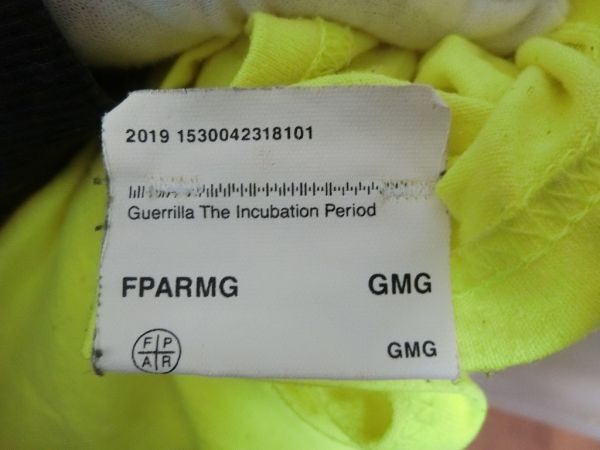 2019 1530042318101
Guerrilla The Incubation Period
FPARMG GMG
F P
A R
GMG